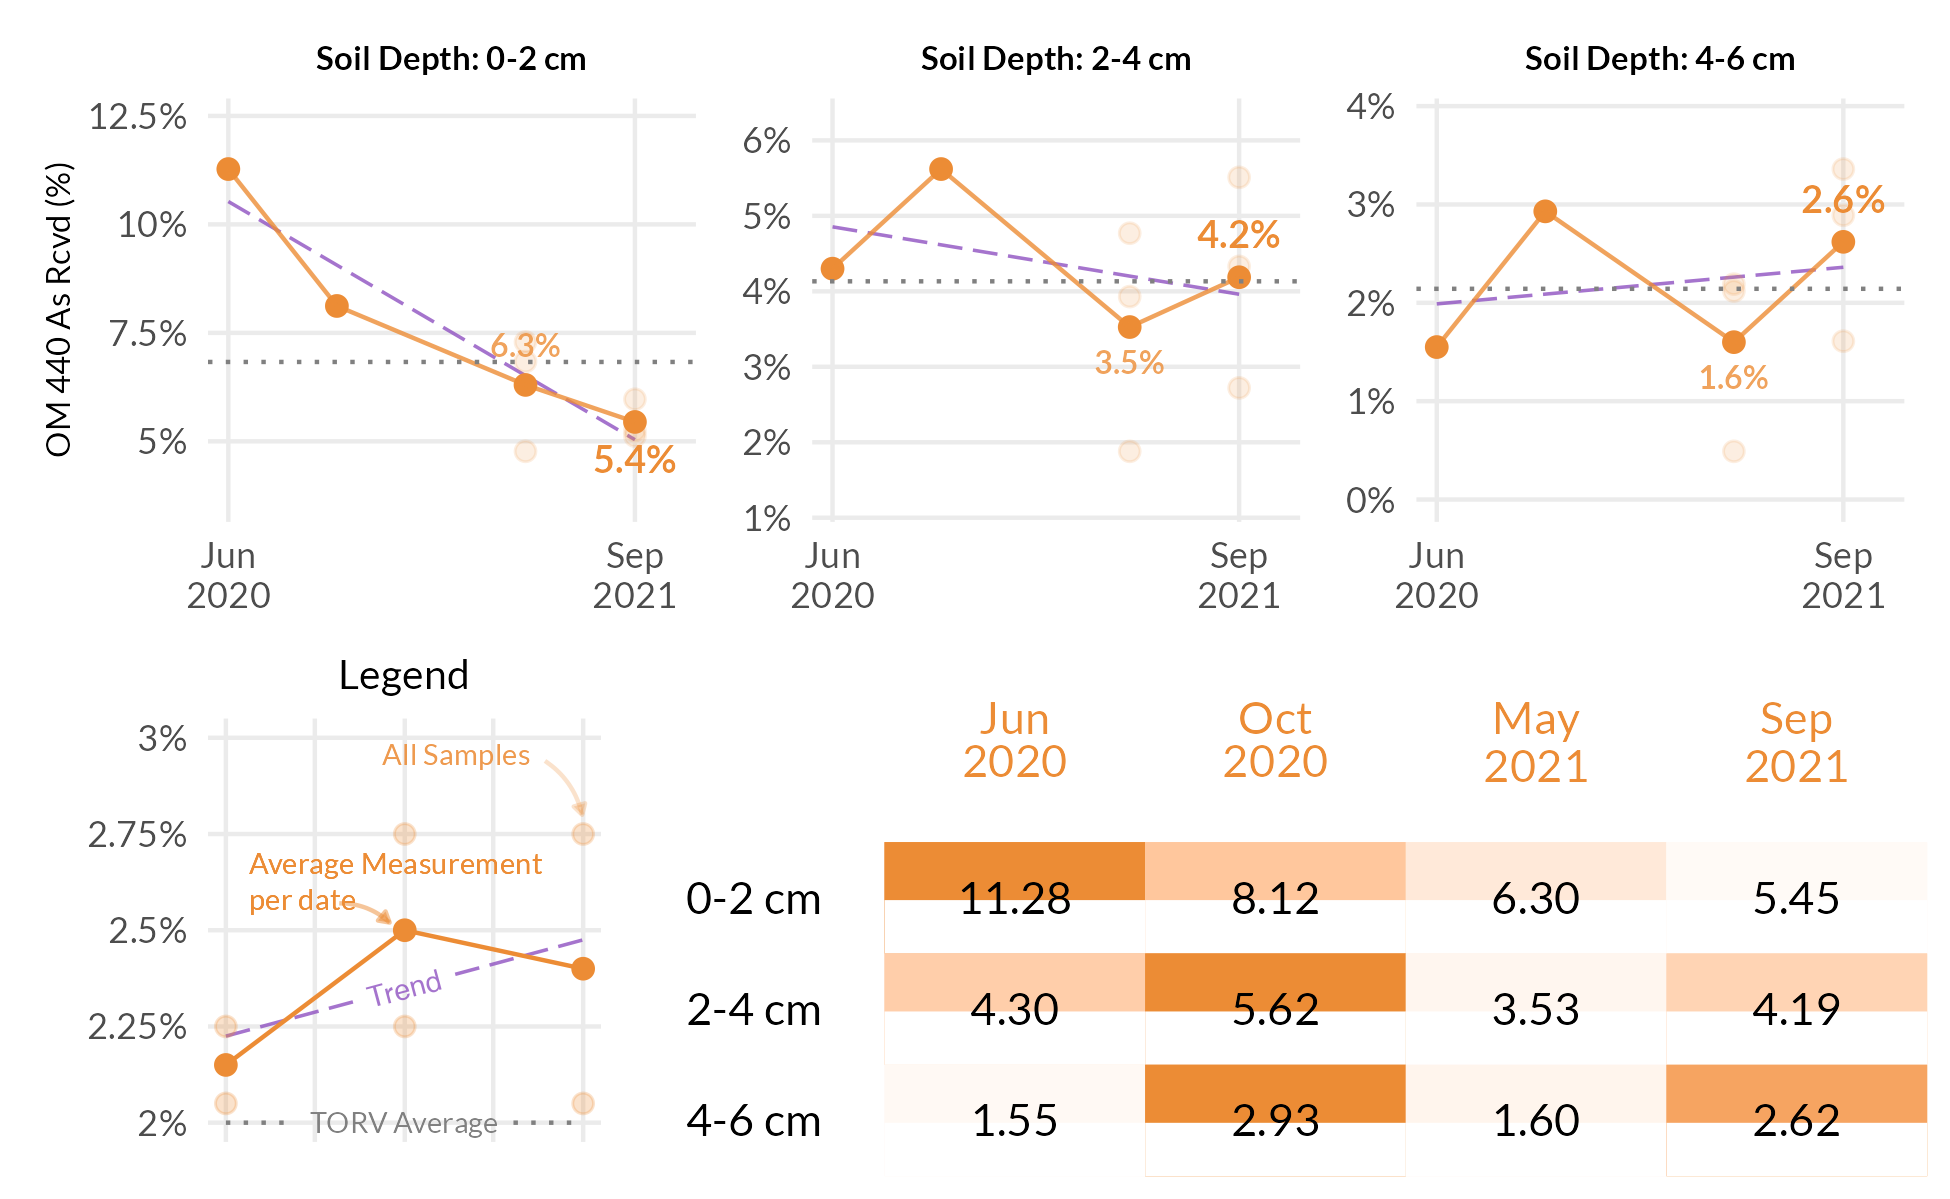 Soil Depth: 0-2 cm
Soil Depth: 2-4 cm
Soil Depth: 4-6 cm
OM 440 As Rcvd (%)
12.5%
10%
7.5%
5%
6.3%
5.4%
Jun
2020
Sep
2021
6%
5%
4%
3%
2%
1%
4.2%
3.5%
Jun
2020
Sep
2021
4%
3%
2%
1%
0%
2.6%
1.6%
Jun
2020
Sep
2021
Legend
3%
2.75%
2.5%
2.25%
2%
All Samples
Average Measurement
per date
Trend
TORV Average
Jun
2020
Oct
2020
May
2021
Sep
2021
0-2 cm 11.28 8.12 6.30 5.45
2-4 cm 4.30 5.62 3.53 4.19
4-6 cm 1.55 2.93 1.60 2.62